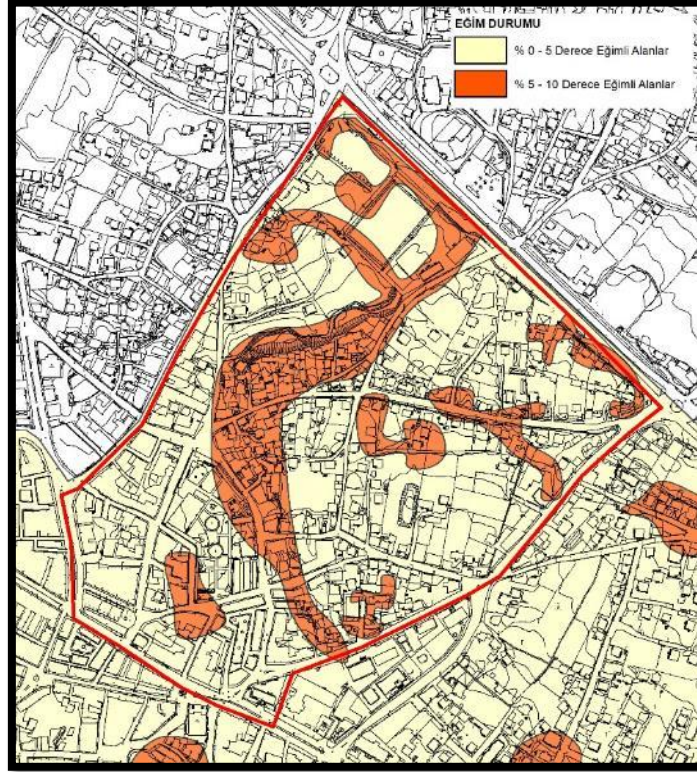 EĞİM DURUMU
% 0 - 5 Derece Eğimli Alanlar
% 5 - 10 Derece Eğimli Alanlar